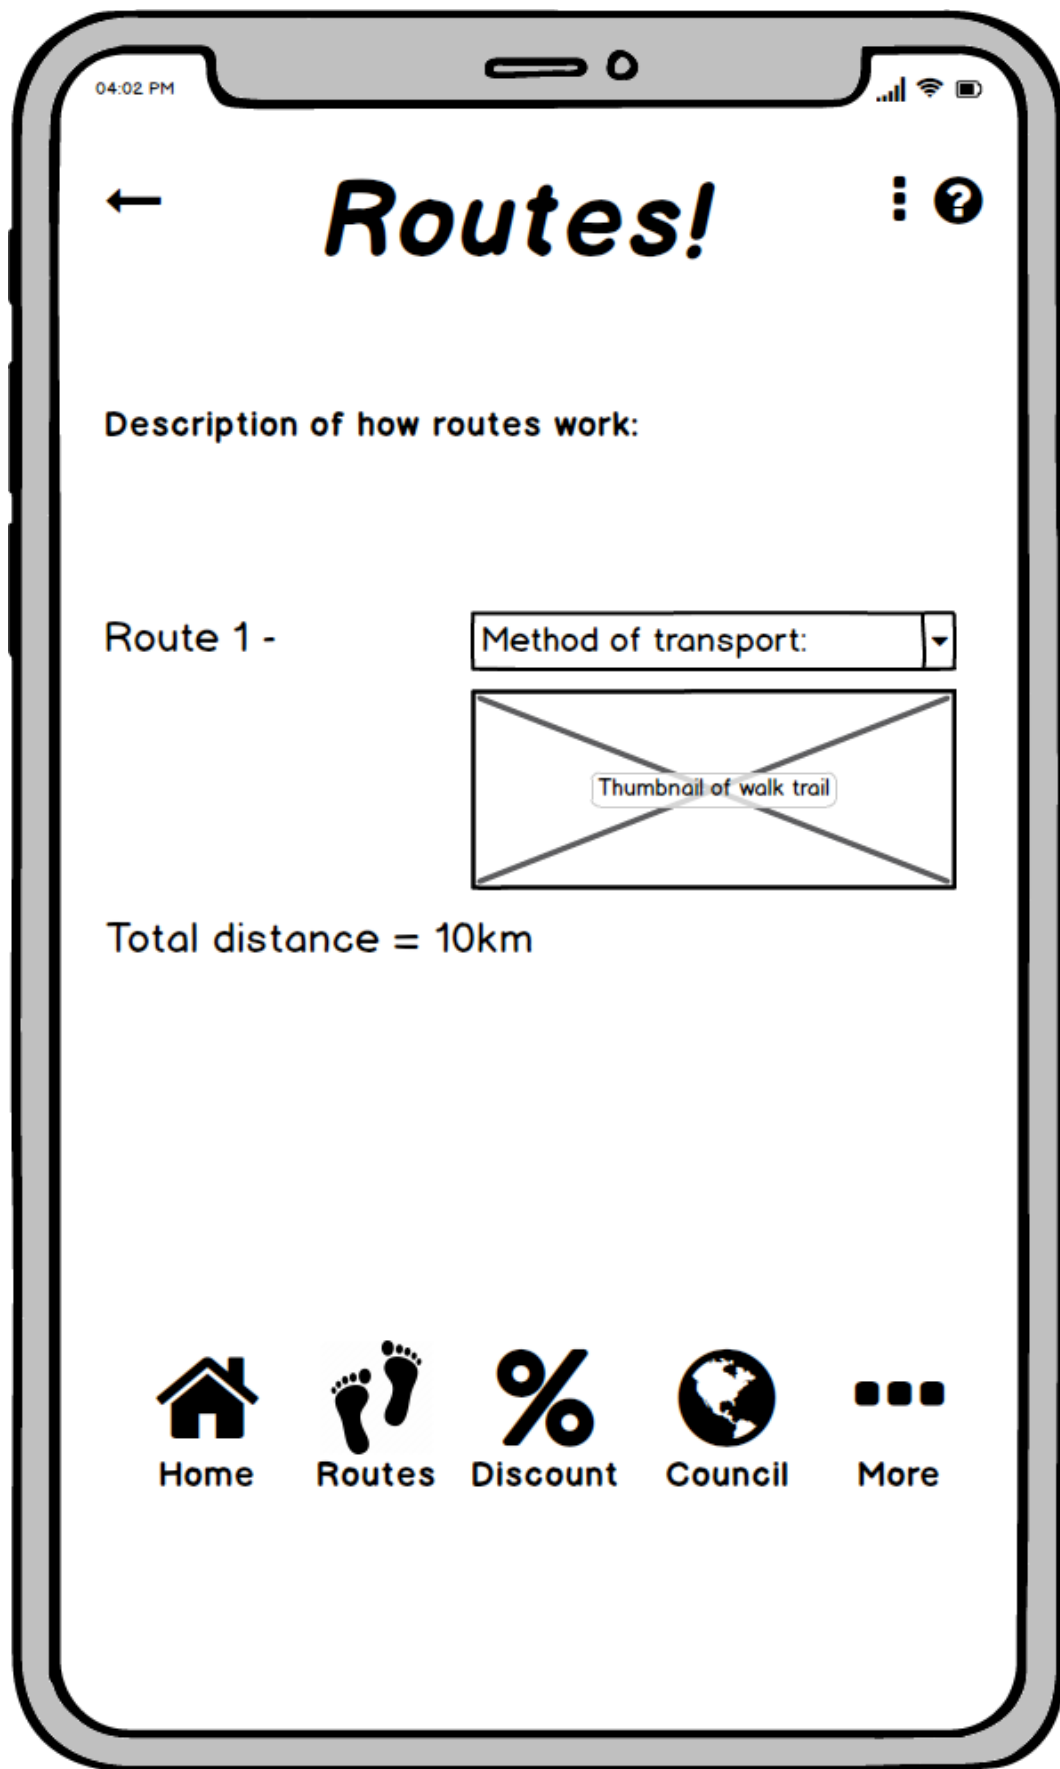 04:02 PM
Routes!
?
Description of how routes work:
Route 1 -
Method of transport:
Thumbnail of walk trail
Total distance = 10km
%
Home
Routes
Discount
Council
More